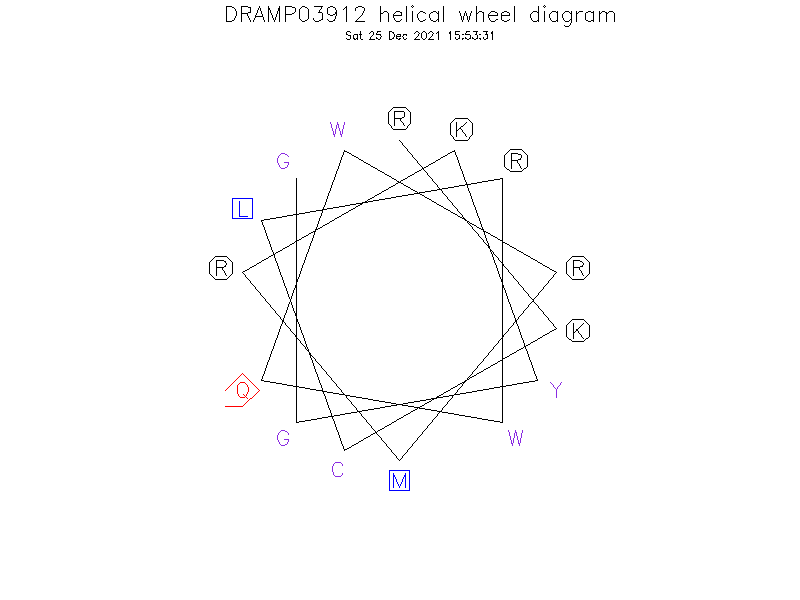 DRAMP03912 helical wheel diagram
Sat 25 Dec 2021 15:53:31
R
W K
G R
L
R R
K
Q Y
G W
C
M